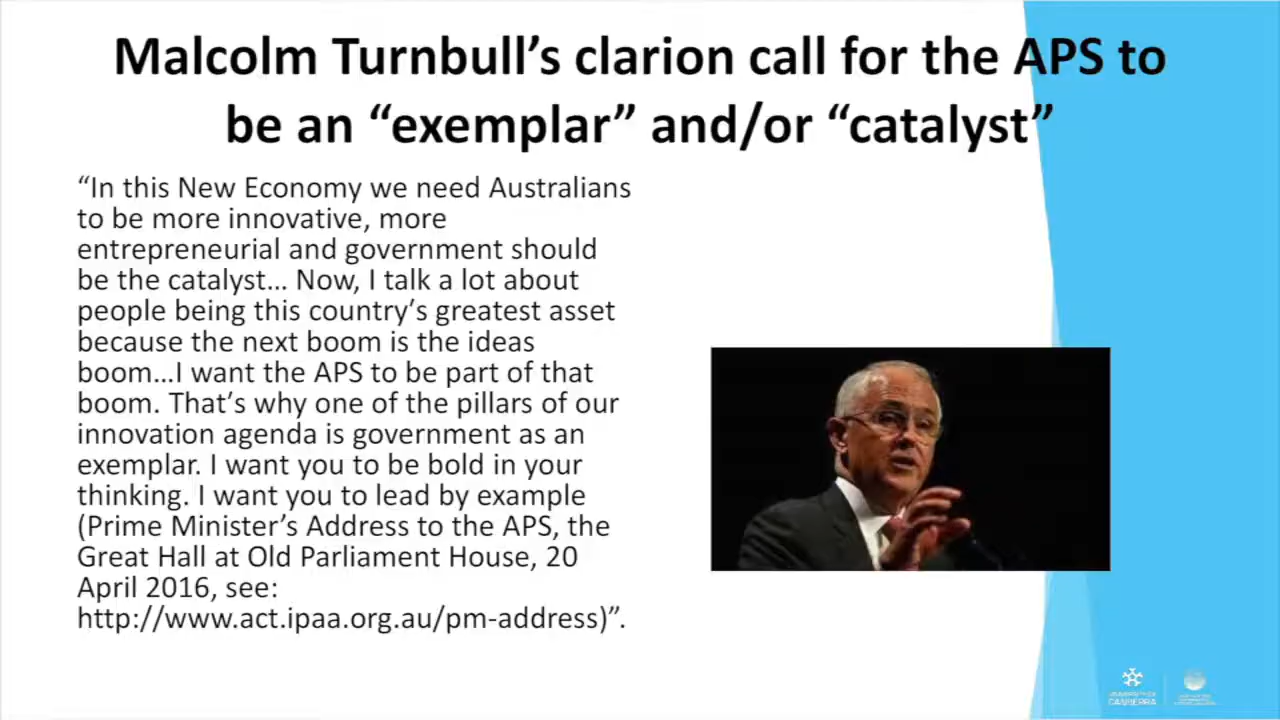 Malcolm Turnbull’s clarion call for the APS to
be an “exemplar” and/or “catalyst”
“In this New Economy we need Australians
to be more innovative, more
entrepreneurial and government should
be the catalyst... Now, I talk a lot about
people being this country’s greatest asset
because the next boom is the ideas
boom...I want the APS to be part of that
boom. That’s why one of the pillars of our
innovation agenda is government as an
exemplar. I want you to be bold in your
thinking. I want you to lead by example
(Prime Minister’s Address to the APS, the
Great Hall at Old Parliament House, 20
April 2016, see:
http://www.act.ipaa.org.au/pm-address)”.
UNIVERSITY OF
CANBERRA